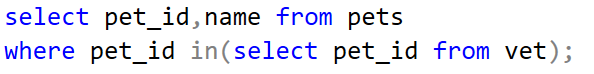 select pet_id,name from pets
where pet_id in(select pet_id from vet);